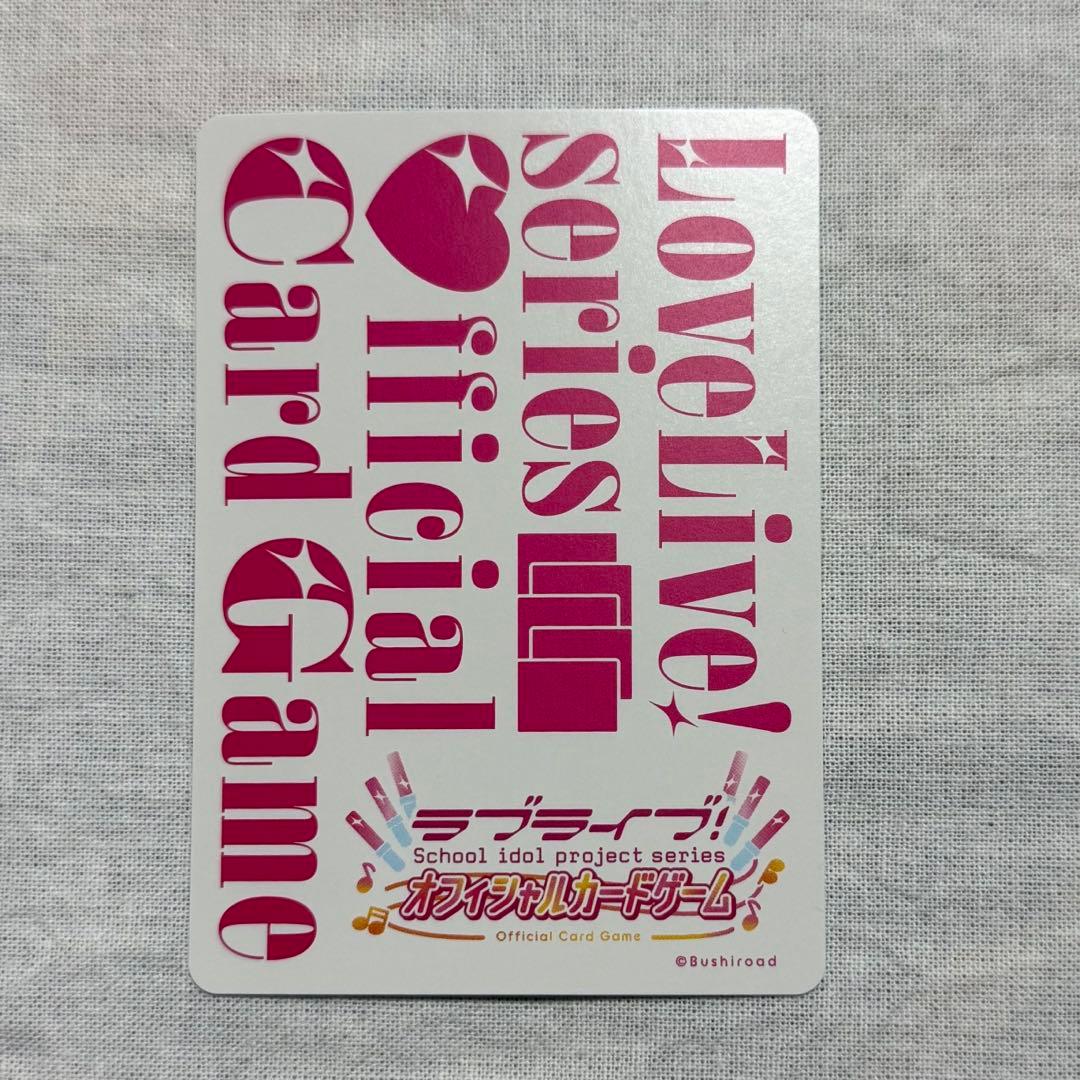 LoveLive!
series
Official
Card Game
ラブライブ!
School idol project series
オフィシャルカードゲーム
Official Card Game
©Bushiroad